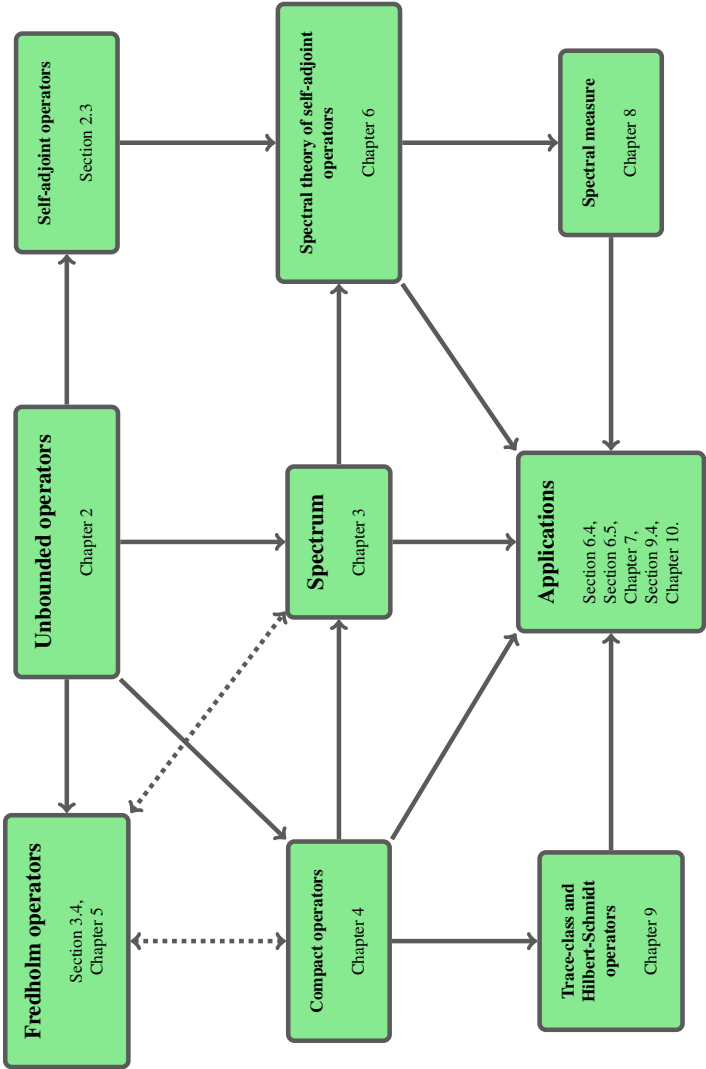 Fredholm operators
Section 3.4,
Chapter 5
Unbounded operators
Chapter 2
Self-adjoint operators
Section 2.3
Compact operators
Chapter 4
Spectrum
Chapter 3
Spectral theory of self-adjoint
operators
Chapter 6
Trace-class and
Hilbert-Schmidt
operators
Chapter 9
Applications
Section 6.4,
Section 6.5,
Chapter 7,
Section 9.4,
Chapter 10.
Spectral measure
Chapter 8